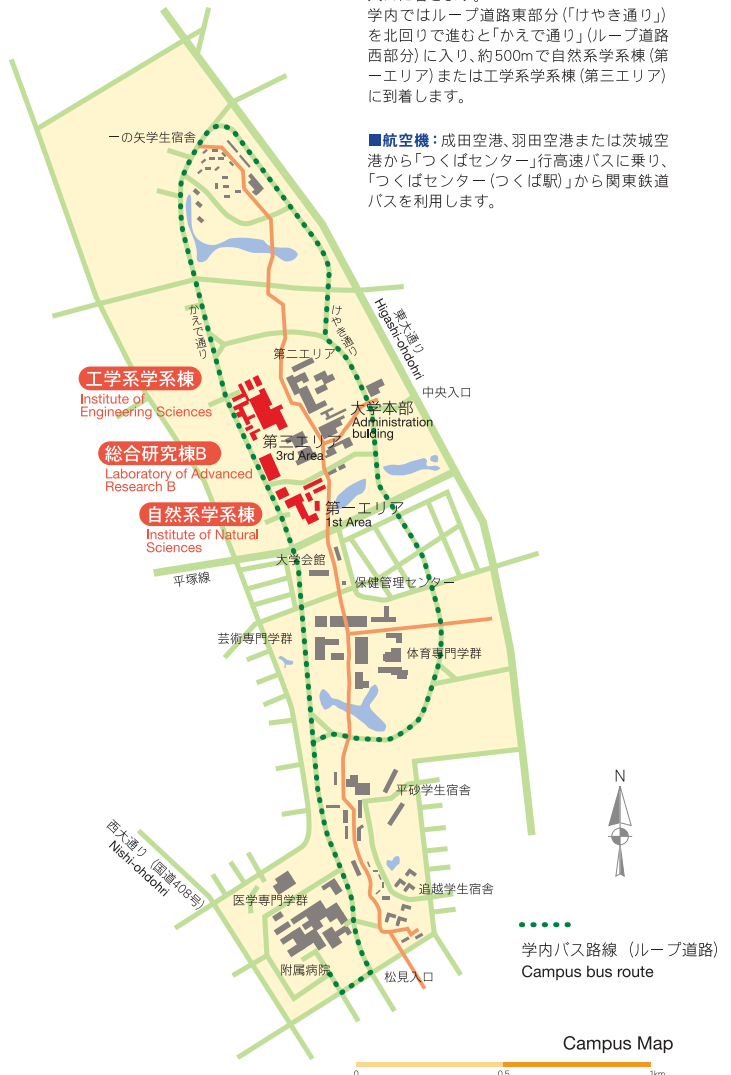 学内ではループ道路東部分(「けやき通り」)
を北回りで進むと「かえで通り」(ループ道路
西部分)に入り、約500mで自然系学系棟(第
一エリア)または工学系学系棟(第三エリア)
に到着します。
■航空機：成田空港、羽田空港または茨城空
港から「つくばセンター」行高速バスに乗り、
「つくばセンター(つくば駅)」から関東鉄道
バスを利用します。
一の矢学生宿舎
かえで通り
けやき通り
東大通り
Higashi-ohdohri
中央入口
第二エリア
工学系学系棟
Institute of
Engineering Sciences
大学本部
Administration
bulding
第三エリア
3rd Area
総合研究棟B
Laboratory of Advanced
Research B
自然系学系棟
Institute of Natural
Sciences
第一エリア
1st Area
大学会館
平塚線
保健管理センター
芸術専門学群
体育専門学群
平砂学生宿舎
N
西大通り(国道408号)
Nishi-ohdohri
追越学生宿舎
医学専門学群
附属病院
松見入口
学内バス路線 (ループ道路)
Campus bus route
Campus Map
0 0.5 1km